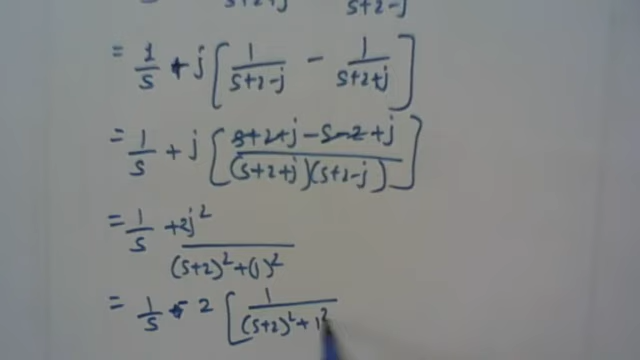 s+2+j s+2-j
= 1/s + j [ 1/(s+2-j) - 1/(s+2+j) ]
= 1/s + j [ (s+2+j - s-2+j)/((s+2+j)(s+2-j)) ]
= 1/s + 2j²/((s+2)²+(1)²)
= 1/s - 2 [ 1/((s+2)²+1²)